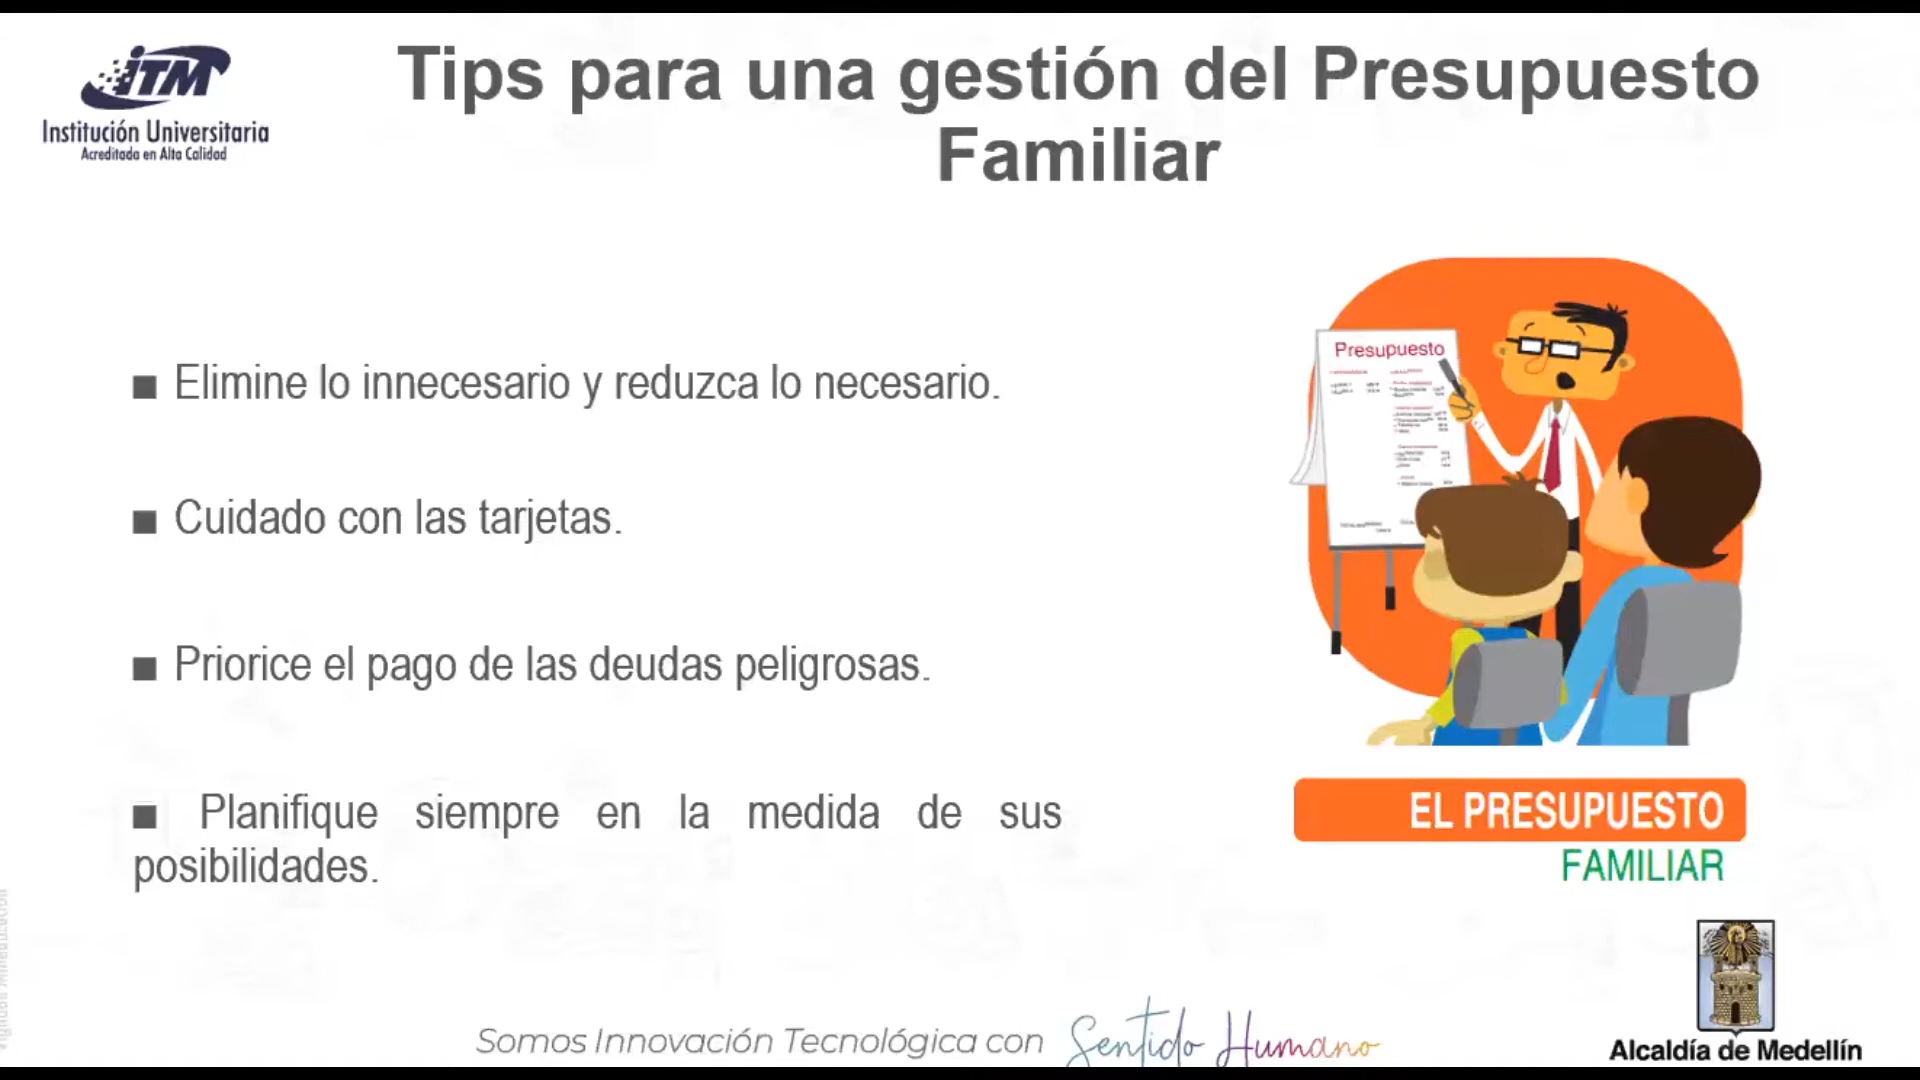 iTM
Institución Universitaria
Acreditada en Alta Calidad
Tips para una gestión del Presupuesto
Familiar
■ Elimine lo innecesario y reduzca lo necesario.
■ Cuidado con las tarjetas.
■ Priorice el pago de las deudas peligrosas.
■ Planifique siempre en la medida de sus
posibilidades.
Presupuesto
EL PRESUPUESTO
FAMILIAR
Somos Innovación Tecnológica con Sentido Humano
Alcaldía de Medellín